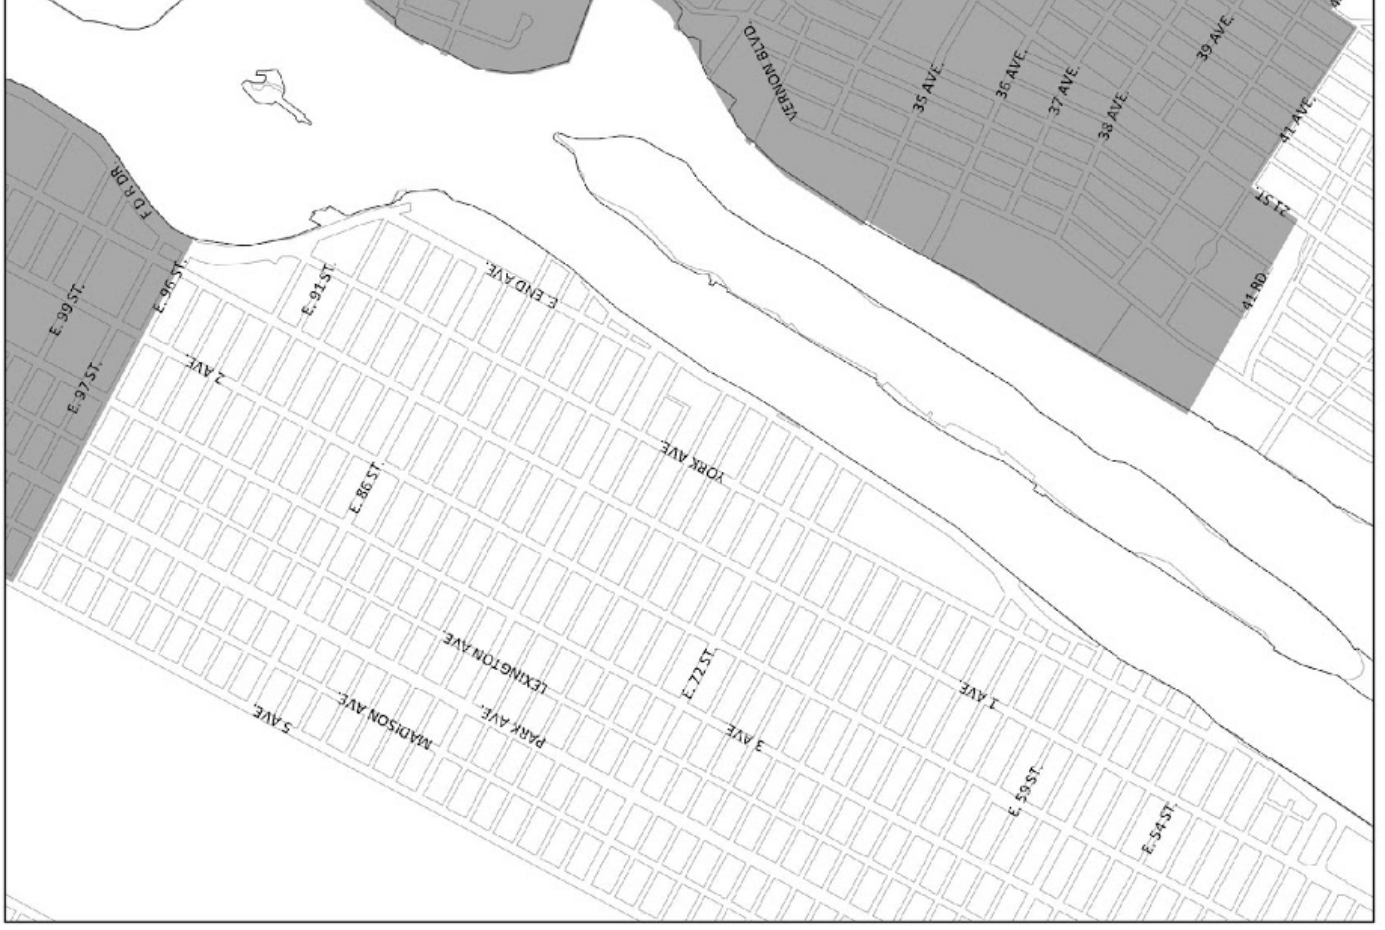 VERNON BLVD.
35 AVE.
36 AVE.
37 AVE.
38 AVE.
39 AVE.
41 AVE.
21 ST.
41 RD.
F D R DR.
E. 99 ST.
E. 97 ST.
E. 96 ST.
E. 91 ST.
E. END AVE.
2 AVE.
E. 86 ST.
YORK AVE.
LEXINGTON AVE.
MADISON AVE.
PARK AVE.
5 AVE.
E. 72 ST.
3 AVE.
1 AVE.
E. 59 ST.
E. 54 ST.